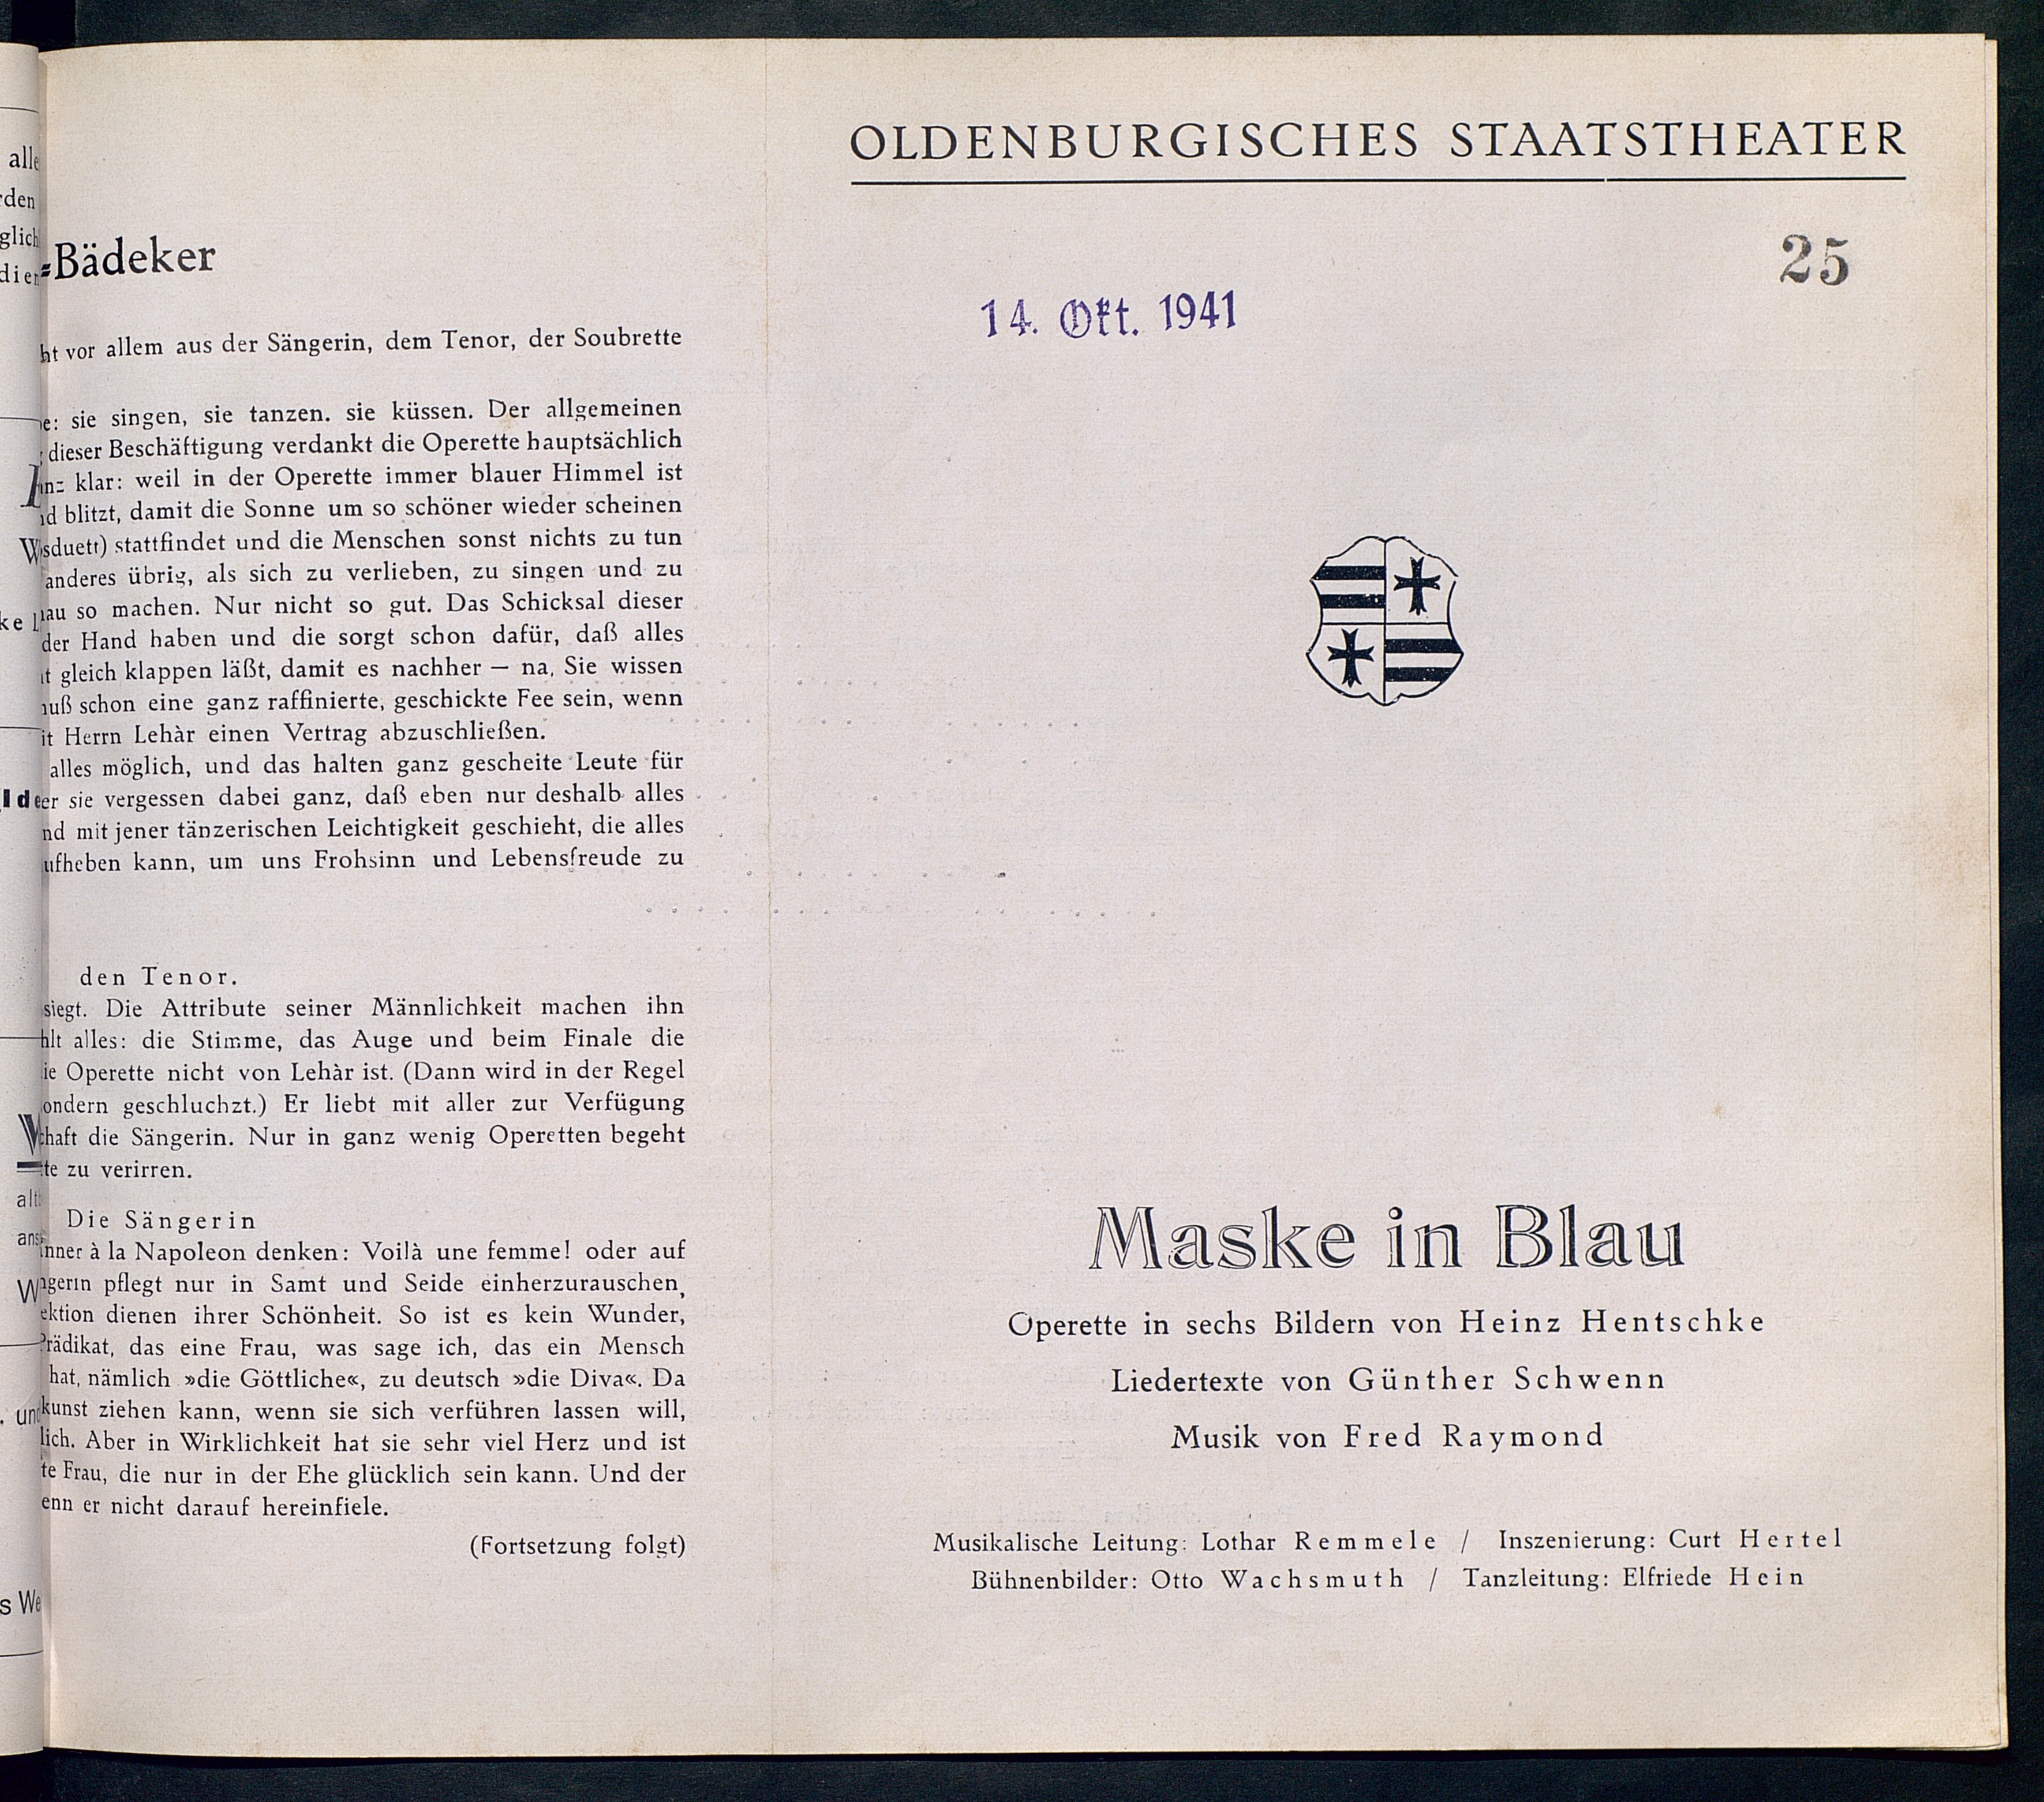 =Bädeker
ht vor allem aus der Sängerin, dem Tenor, der Soubrette
e: sie singen, sie tanzen. sie küssen. Der allgemeinen
dieser Beschäftigung verdankt die Operette hauptsächlich
klar: weil in der Operette immer blauer Himmel ist
nd blitzt, damit die Sonne um so schöner wieder scheinen
sduett) stattfindet und die Menschen sonst nichts zu tun
anderes übrig, als sich zu verlieben, zu singen und zu
nau so machen. Nur nicht so gut. Das Schicksal dieser
der Hand haben und die sorgt schon dafür, daß alles
t gleich klappen läßt, damit es nachher — na, Sie wissen
nuß schon eine ganz raffinierte, geschickte Fee sein, wenn
it Herrn Lehàr einen Vertrag abzuschließen.
alles möglich, und das halten ganz gescheite Leute für
er sie vergessen dabei ganz, daß eben nur deshalb alles
nd mit jener tänzerischen Leichtigkeit geschieht, die alles
ufheben kann, um uns Frohsinn und Lebensfreude zu
den Tenor.
siegt. Die Attribute seiner Männlichkeit machen ihn
hlt alles: die Stimme, das Auge und beim Finale die
ie Operette nicht von Lehàr ist. (Dann wird in der Regel
ondern geschluchzt.) Er liebt mit aller zur Verfügung
chaft die Sängerin. Nur in ganz wenig Operetten begeht
te zu verirren.
Die Sängerin
nner à la Napoleon denken: Voilà une femme! oder auf
ngerin pflegt nur in Samt und Seide einherzurauschen,
ektion dienen ihrer Schönheit. So ist es kein Wunder,
Prädikat, das eine Frau, was sage ich, das ein Mensch
hat, nämlich »die Göttliche«, zu deutsch »die Diva«. Da
kunst ziehen kann, wenn sie sich verführen lassen will,
lich. Aber in Wirklichkeit hat sie sehr viel Herz und ist
te Frau, die nur in der Ehe glücklich sein kann. Und der
enn er nicht darauf hereinfiele.
(Fortsetzung folgt)
OLDENBURGISCHES STAATSTHEATER
25
14. Okt. 1941
Maske in Blau
Operette in sechs Bildern von Heinz Hentschke
Liedertexte von Günther Schwenn
Musik von Fred Raymond
Musikalische Leitung: Lothar Remmele / Inszenierung: Curt Hertel
Bühnenbilder: Otto Wachsmuth / Tanzleitung: Elfriede Hein